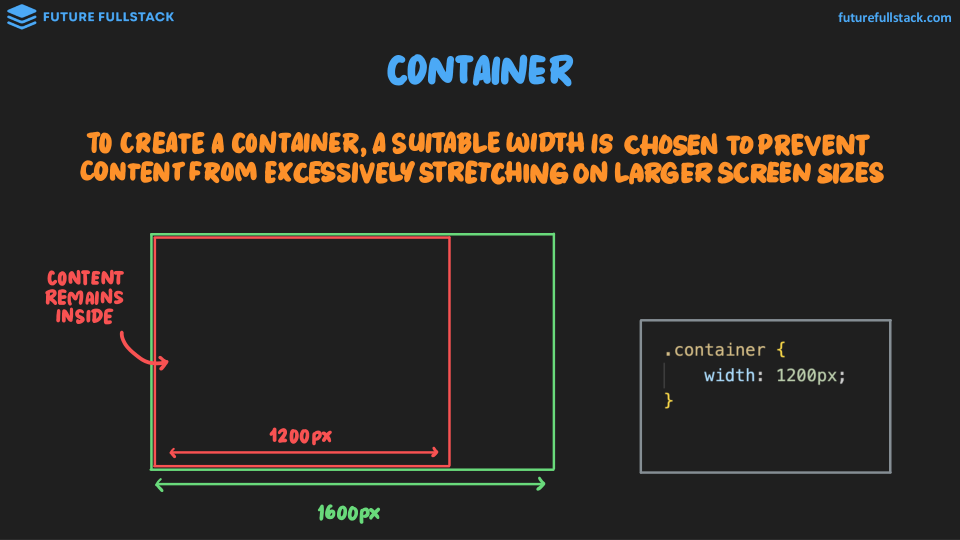 FUTURE FULLSTACK
futurefullstack.com
CONTAINER
TO CREATE A CONTAINER, A SUITABLE WIDTH IS CHOSEN TO PREVENT
CONTENT FROM EXCESSIVELY STRETCHING ON LARGER SCREEN SIZES
CONTENT
REMAINS
INSIDE
1200PX
1600PX
.container {
width: 1200px;
}